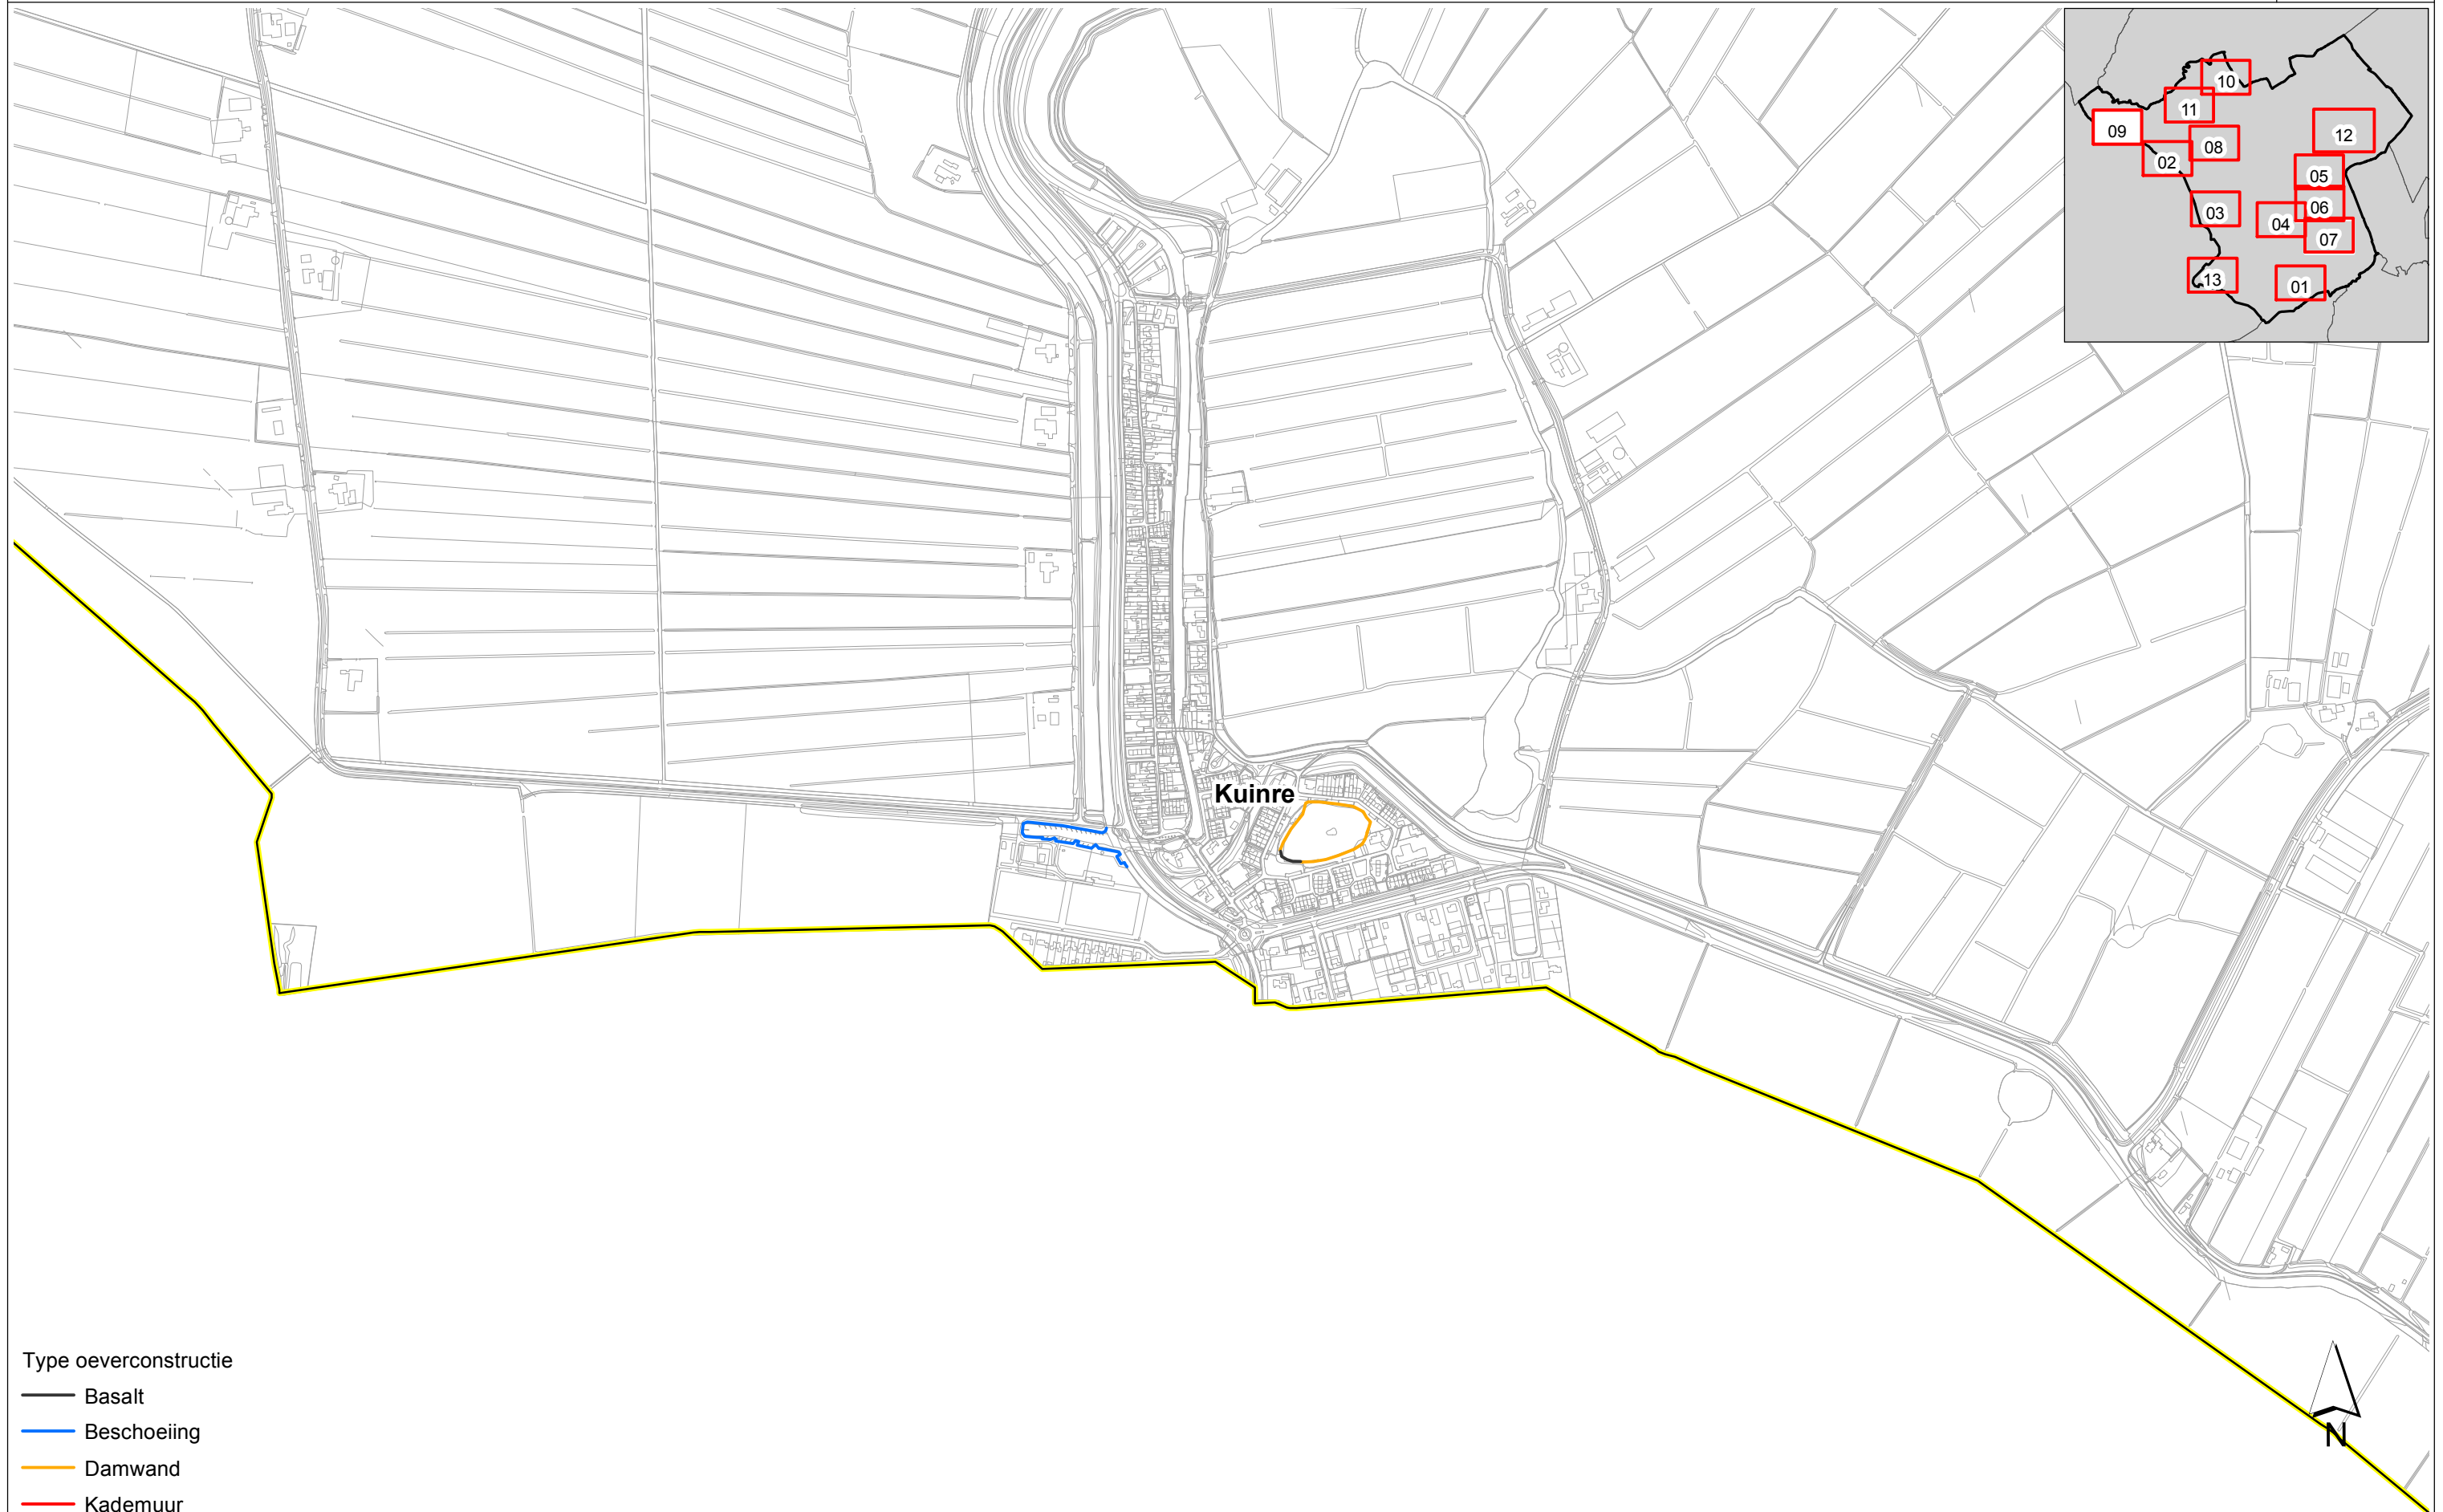 10
11
09
12
08
02
05
03
06
04
07
13
01
Kuinre
Type oeverconstructie
Basalt
Beschoeiing
Damwand
Kademuur
N